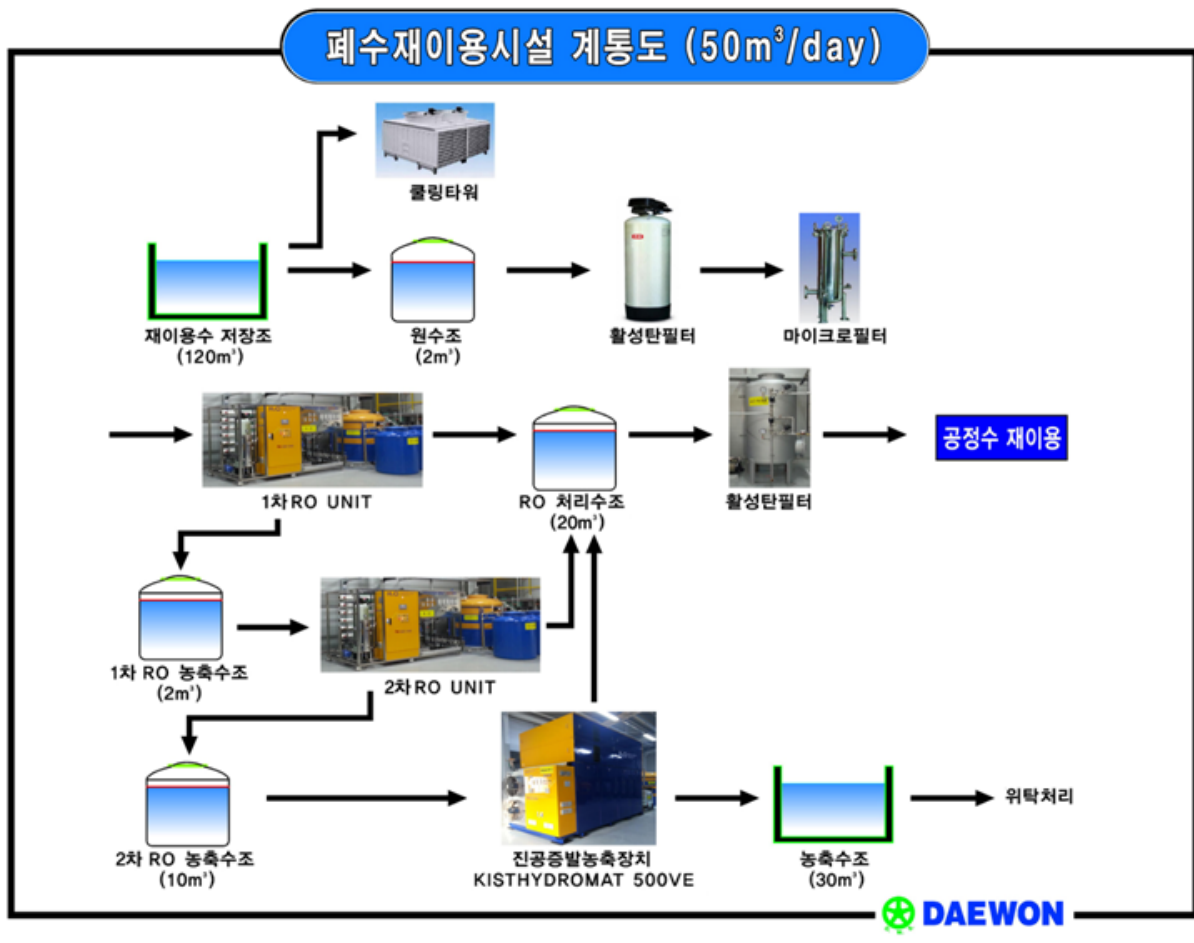 폐수재이용시설 계통도 (50m³/day)
쿨링타워
재이용수 저장조
(120m³)
원수조
(2m³)
활성탄필터
마이크로필터
1차 RO UNIT
RO 처리수조
(20m³)
활성탄필터
공정수 재이용
1차 RO 농축수조
(2m³)
2차 RO UNIT
2차 RO 농축수조
(10m³)
진공증발농축장치
KISTHYDROMAT 500VE
농축수조
(30m³)
위탁처리
DAEWON